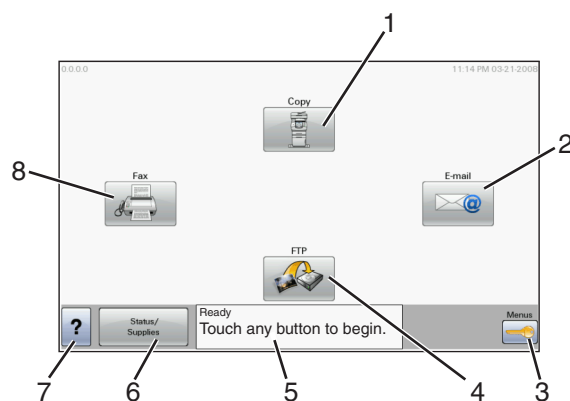 1
0.0.0.0
11:14 PM 03-21-2008
Copy
2
8
Fax
E-mail
@
FTP
Ready
Touch any button to begin.
?
Status/
Supplies
Menus
7
6
5
4
3